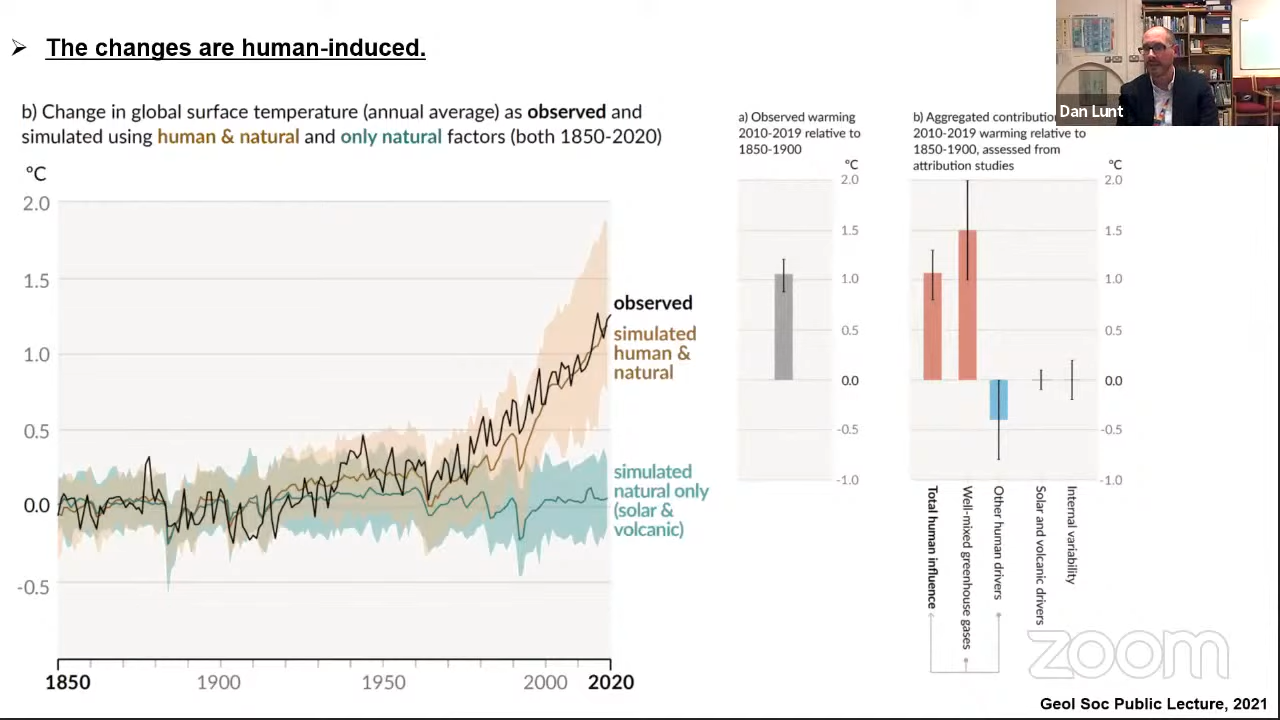 ➢ The changes are human-induced.
b) Change in global surface temperature (annual average) as observed and
simulated using human & natural and only natural factors (both 1850-2020)
°C
2.0
1.5
1.0
0.5
0.0
-0.5
1850
1900
1950
2000
2020
observed
simulated
human &
natural
simulated
natural only
(solar &
volcanic)
a) Observed warming
2010-2019 relative to
1850-1900
°C
2.0
1.5
1.0
0.5
0.0
-0.5
-1.0
b) Aggregated
2010-2019 warming relative to
1850-1900, assessed from
attribution studies
°C
2.0
1.5
1.0
0.5
0.0
-0.5
-1.0
Total human influence
Well-mixed greenhouse gases
Other human drivers
Solar and volcanic drivers
Internal variability
Dan Lunt
zoom
Geol Soc Public Lecture, 2021